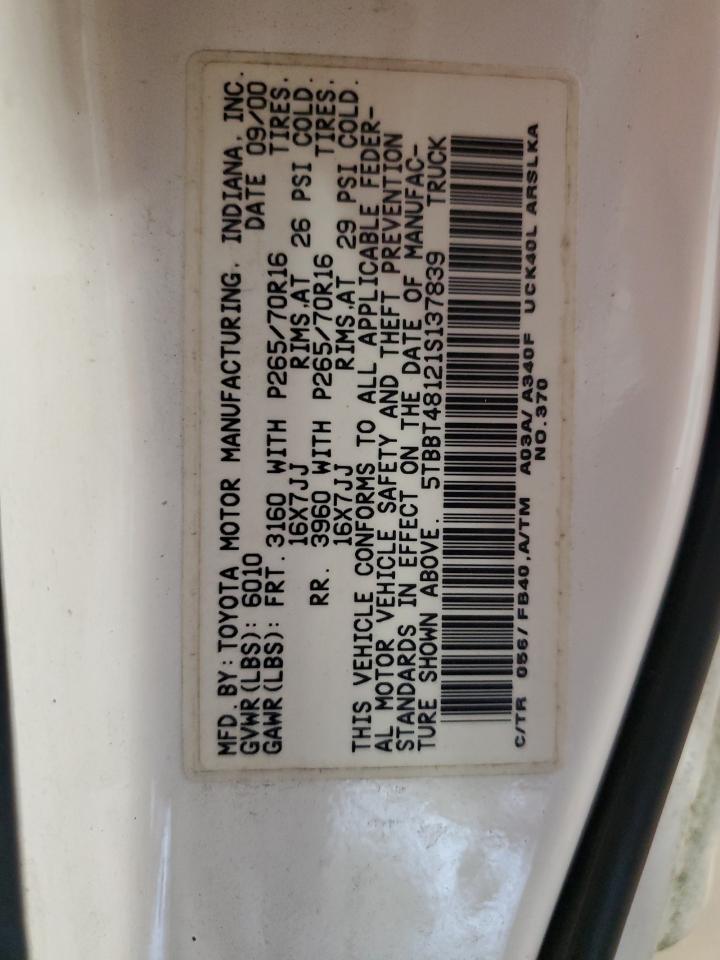 MFD. BY: TOYOTA MOTOR MANUFACTURING, INDIANA, INC.
GVWR(LBS): 6010 DATE 09/00
GAWR(LBS): FRT. 3160 WITH P265/70R16 TIRES.
16X7JJ RIMS.AT 26 PSI COLD.
RR. 3960 WITH P265/70R16 TIRES.
16X7JJ RIMS.AT 29 PSI COLD.
THIS VEHICLE CONFORMS TO ALL APPLICABLE FEDER-
AL MOTOR VEHICLE SAFETY AND THEFT PREVENTION
STANDARDS IN EFFECT ON THE DATE OF MANUFAC-
TURE SHOWN ABOVE. 5TBBT48121S137839 TRUCK
C/TR 056/ FB40,A/TM A03A/ A340F UCK40L ARSLKA
NO.370